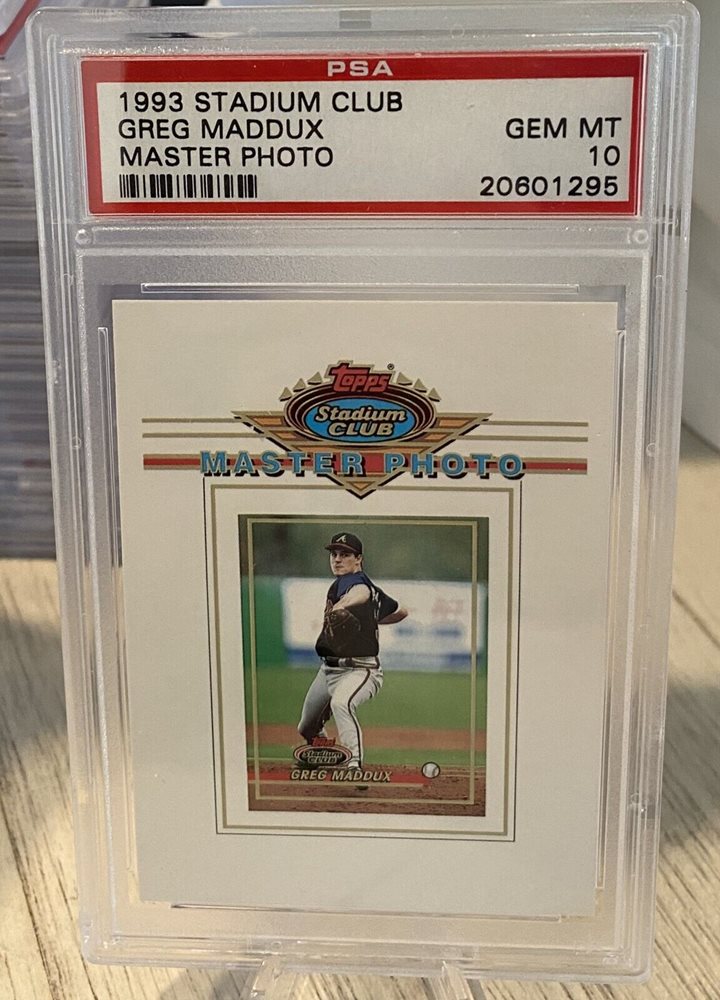 PSA
1993 STADIUM CLUB
GREG MADDUX
GEM MT
MASTER PHOTO
10
20601295
Topps®
Stadium
CLUB
MASTER PHOTO
A
Topps
Stadium
CLUB
GREG MADDUX